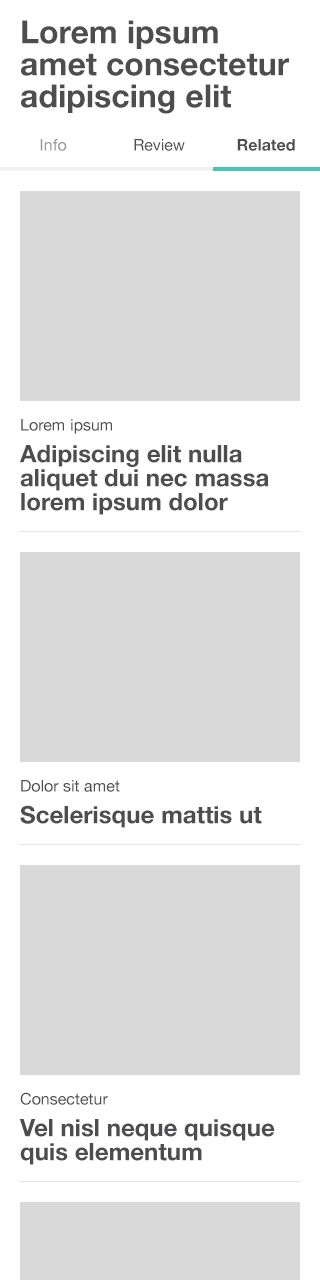 Lorem ipsum
amet consectetur
adipiscing elit
Info
Review
Related
Lorem ipsum
Adipiscing elit nulla
aliquet dui nec massa
lorem ipsum dolor
Dolor sit amet
Scelerisque mattis ut
Consectetur
Vel nisl neque quisque
quis elementum